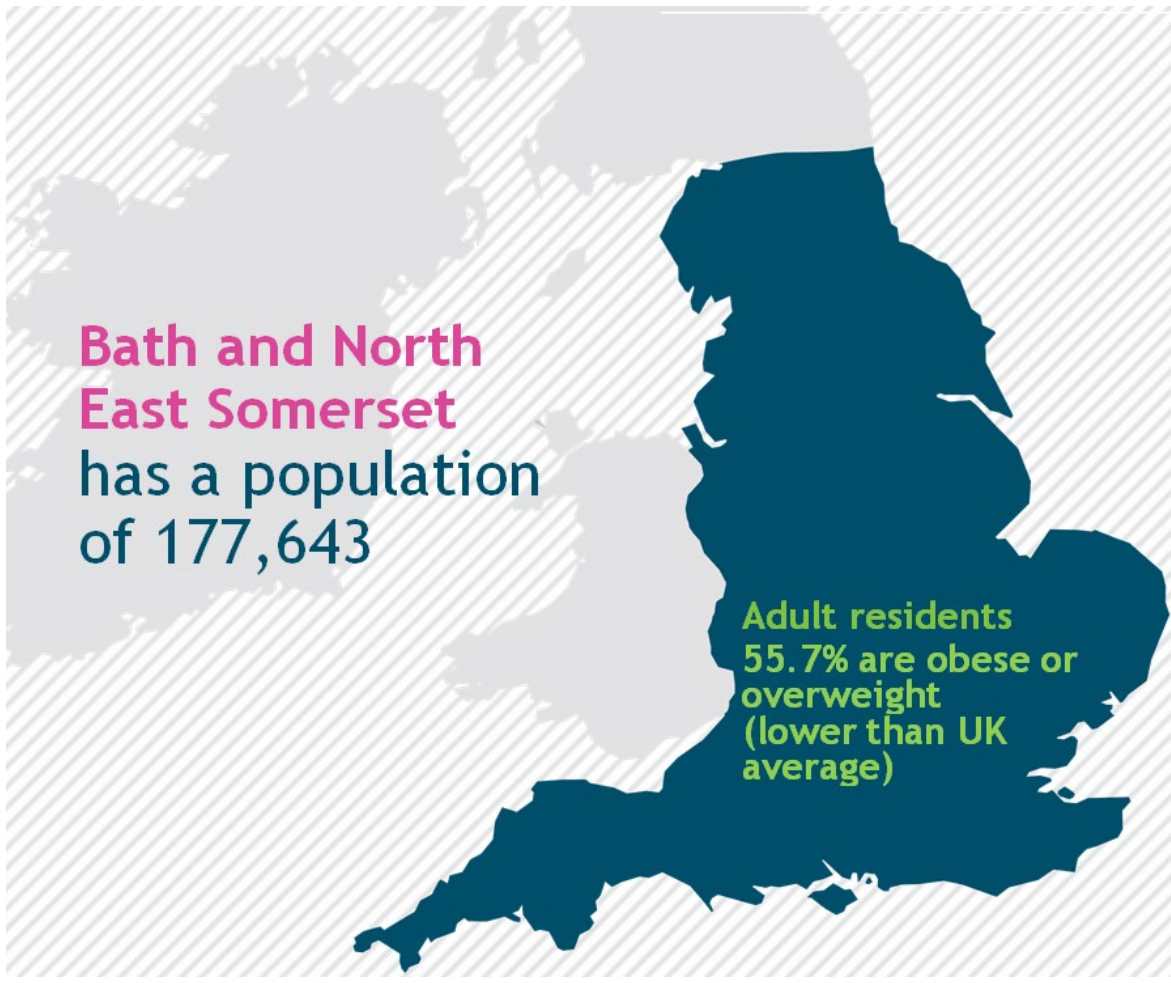 Bath and North
East Somerset
has a population
of 177,643
Adult residents
55.7% are obese or
overweight
(lower than UK
average)